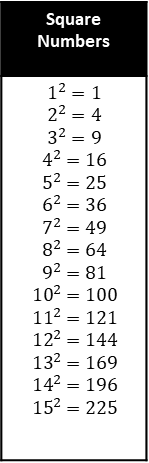 Square
Numbers
1² = 1
2² = 4
3² = 9
4² = 16
5² = 25
6² = 36
7² = 49
8² = 64
9² = 81
10² = 100
11² = 121
12² = 144
13² = 169
14² = 196
15² = 225